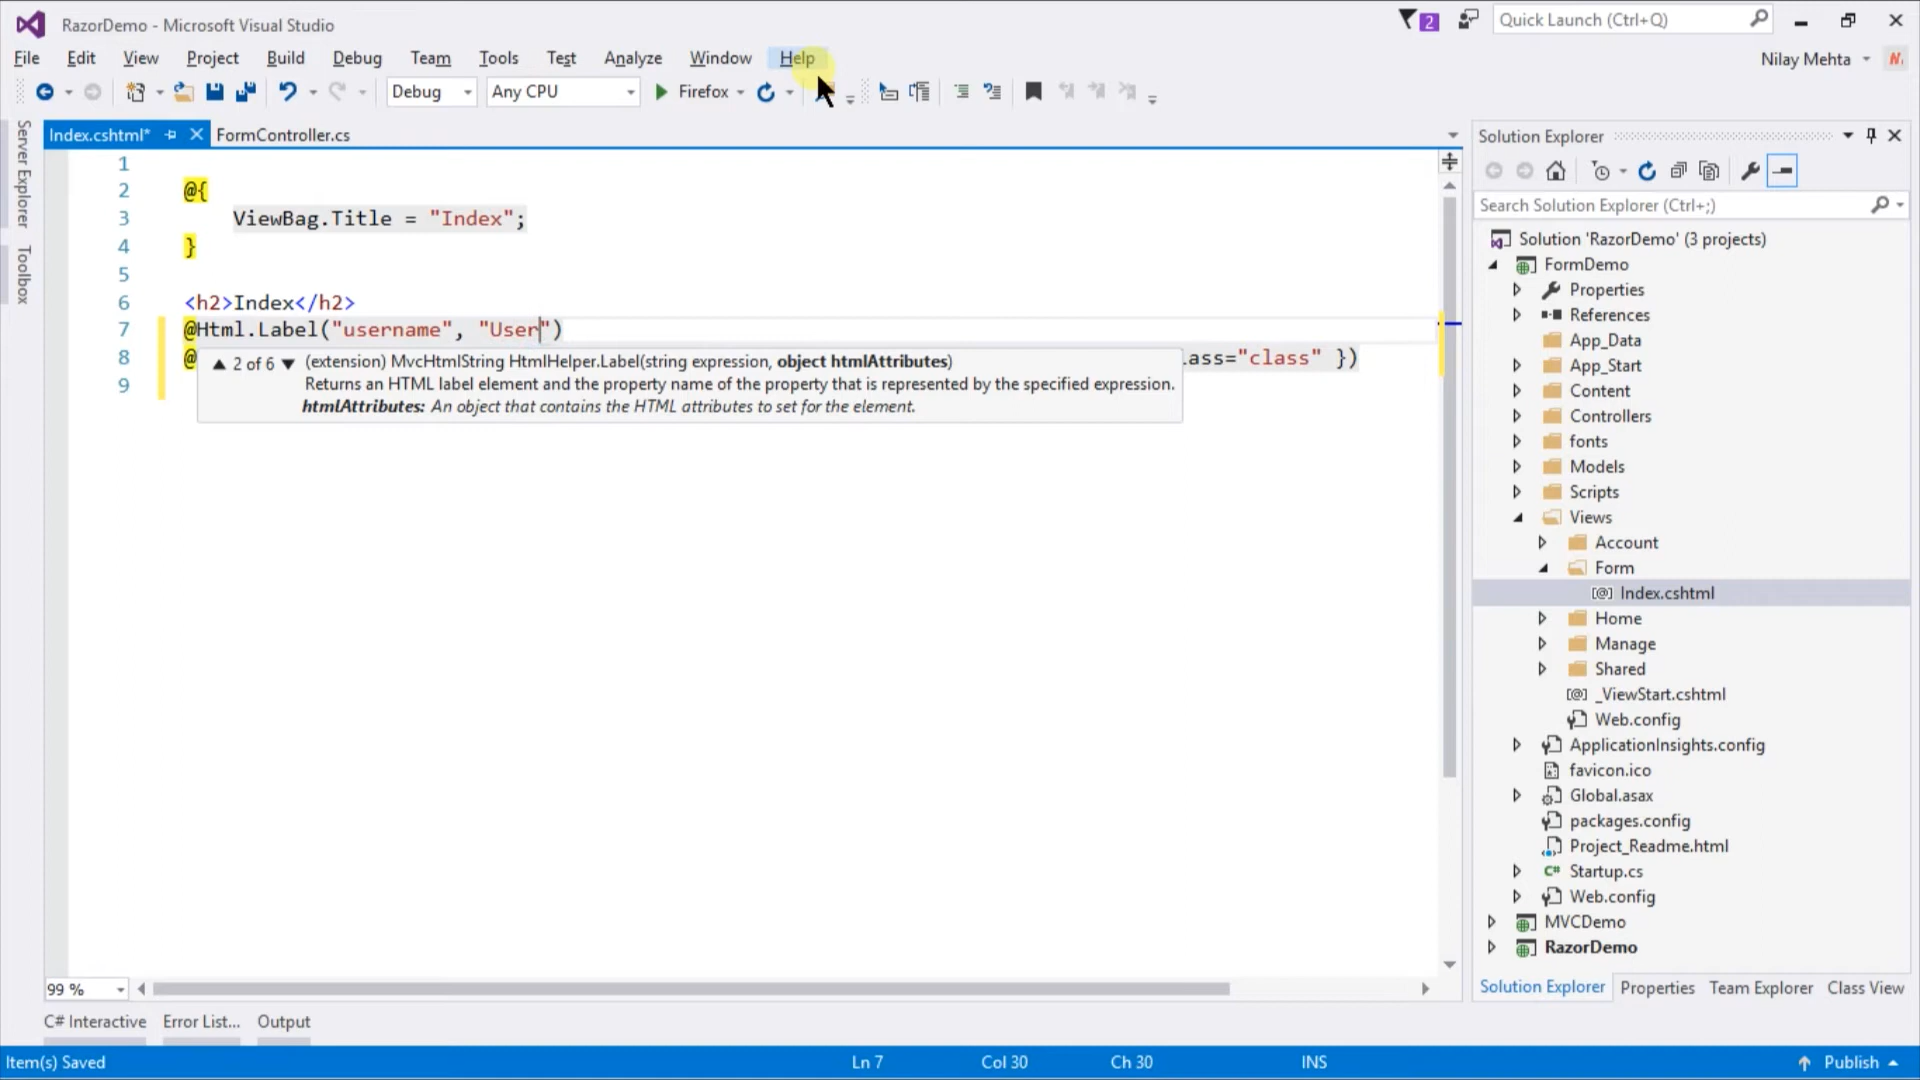 RazorDemo - Microsoft Visual Studio
2
Quick Launch (Ctrl+Q)
File Edit View Project Build Debug Team Tools Test Analyze Window Help
Nilay Mehta
Debug Any CPU Firefox
Index.cshtml* FormController.cs
Server Explorer
Toolbox
1
2 @{
3 ViewBag.Title = "Index";
4 }
5
6 <h2>Index</h2>
7 @Html.Label("username", "User")
8 @ lass="class" })
9
2 of 6 (extension) MvcHtmlString HtmlHelper.Label(string expression, object htmlAttributes)
Returns an HTML label element and the property name of the property that is represented by the specified expression.
htmlAttributes: An object that contains the HTML attributes to set for the element.
99 %
Solution Explorer
Search Solution Explorer (Ctrl+;)
Solution 'RazorDemo' (3 projects)
FormDemo
Properties
References
App_Data
App_Start
Content
Controllers
fonts
Models
Scripts
Views
Account
Form
[@] Index.cshtml
Home
Manage
Shared
[@] _ViewStart.cshtml
Web.config
ApplicationInsights.config
favicon.ico
Global.asax
packages.config
Project_Readme.html
C# Startup.cs
Web.config
MVCDemo
RazorDemo
Solution Explorer Properties Team Explorer Class View
C# Interactive Error List... Output
Item(s) Saved Ln 7 Col 30 Ch 30 INS Publish